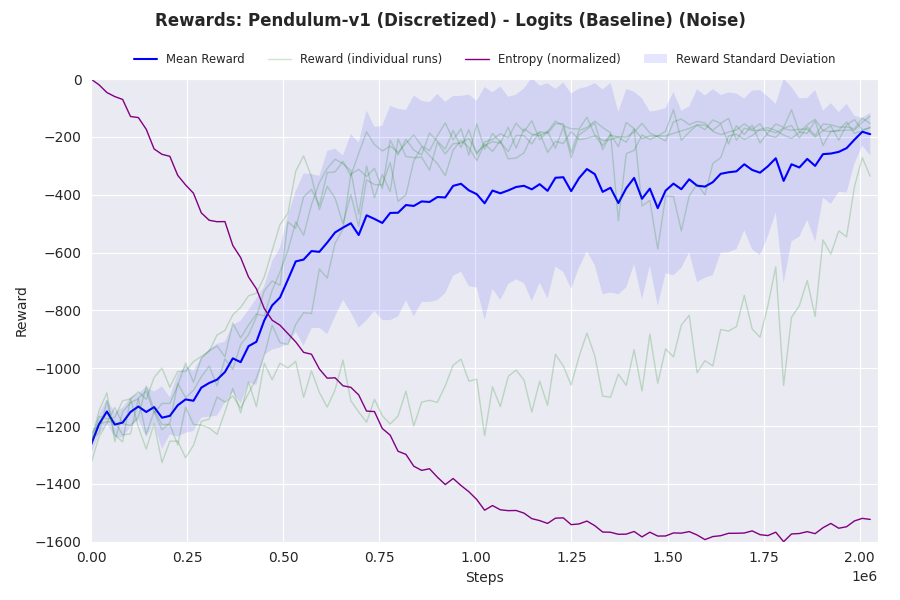 Rewards: Pendulum-v1 (Discretized) - Logits (Baseline) (Noise)
Mean Reward Reward (individual runs) Entropy (normalized) Reward Standard Deviation
0
−200
−400
−600
−800
−1000
−1200
−1400
−1600
Reward
0.00 0.25 0.50 0.75 1.00 1.25 1.50 1.75 2.00
1e6
Steps